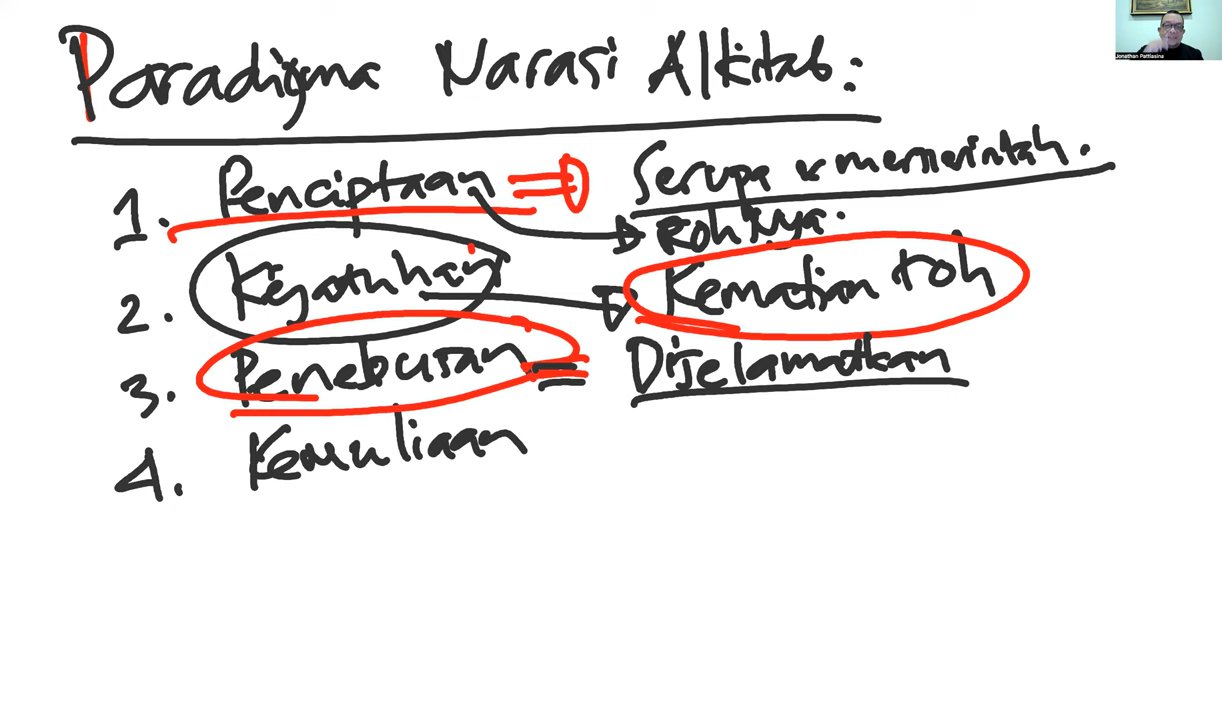 Paradigma Narasi Alkitab:
1. Penciptaan Serupa & memerintah.
RohNya.
2. Kejatuhan Kematian roh
3. Penebusan = Diselamatkan
4. Kemuliaan
Jonathan Pattiasina